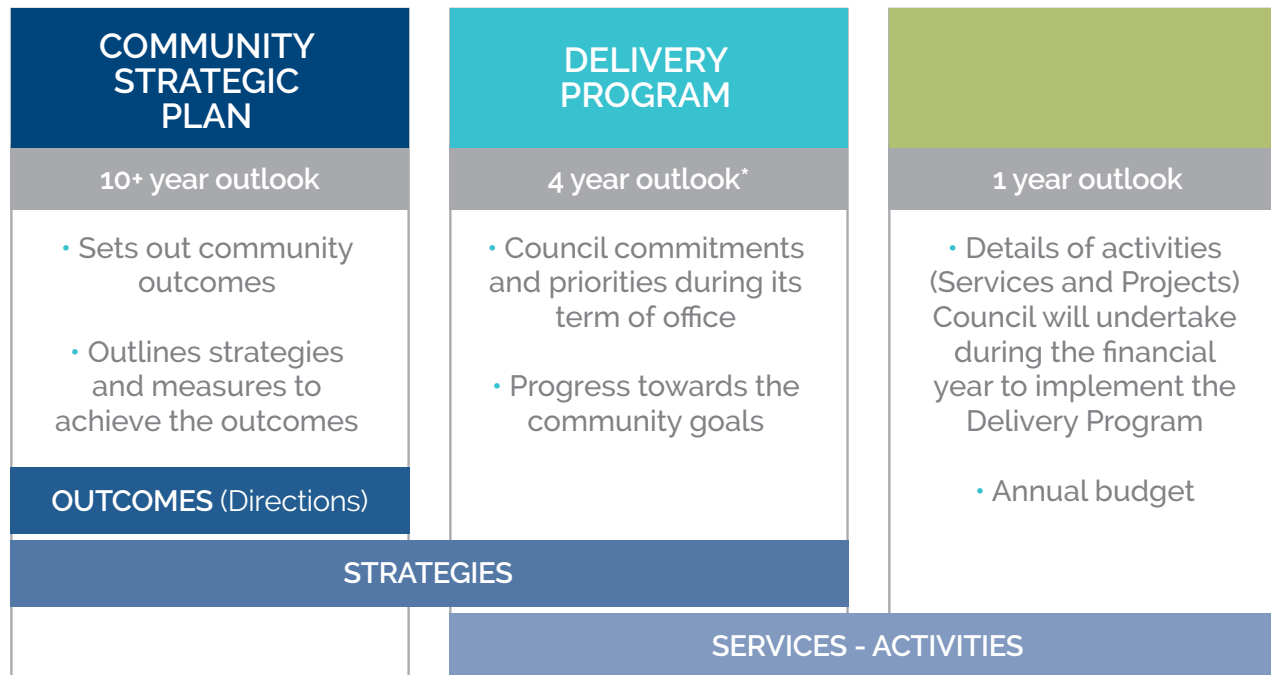 COMMUNITY
STRATEGIC
PLAN
10+ year outlook
• Sets out community
outcomes
• Outlines strategies
and measures to
achieve the outcomes
OUTCOMES (Directions)
DELIVERY
PROGRAM
4 year outlook*
• Council commitments
and priorities during its
term of office
• Progress towards the
community goals
1 year outlook
• Details of activities
(Services and Projects)
Council will undertake
during the financial
year to implement the
Delivery Program
• Annual budget
STRATEGIES
SERVICES - ACTIVITIES